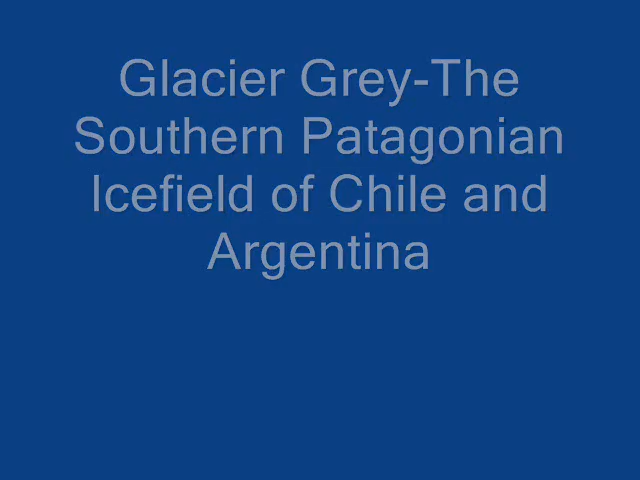 Glacier Grey-The
Southern Patagonian
Icefield of Chile and
Argentina